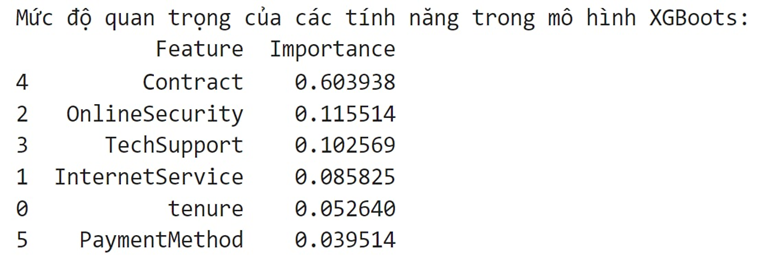 Mức độ quan trọng của các tính năng trong mô hình XGBoots:
Feature Importance
4 Contract 0.603938
2 OnlineSecurity 0.115514
3 TechSupport 0.102569
1 InternetService 0.085825
0 tenure 0.052640
5 PaymentMethod 0.039514